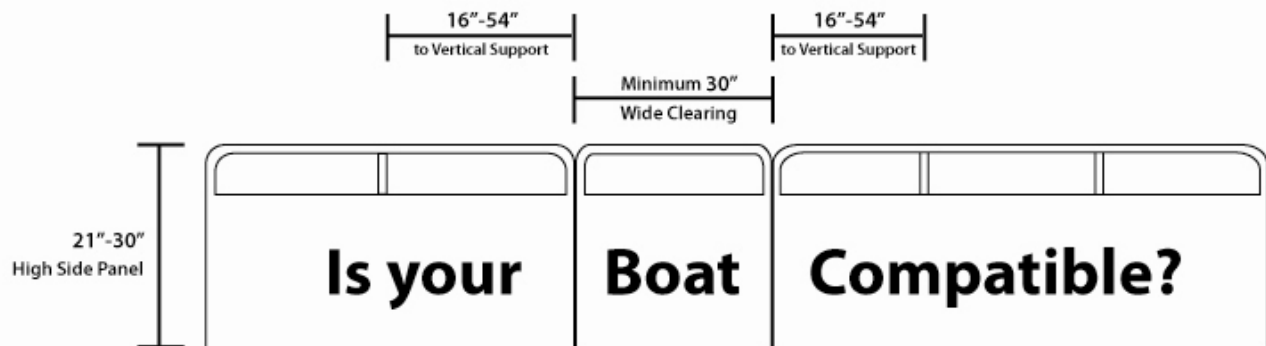 16”-54”
to Vertical Support
16”-54”
to Vertical Support
Minimum 30”
Wide Clearing
21”-30”
High Side Panel
Is your Boat Compatible?